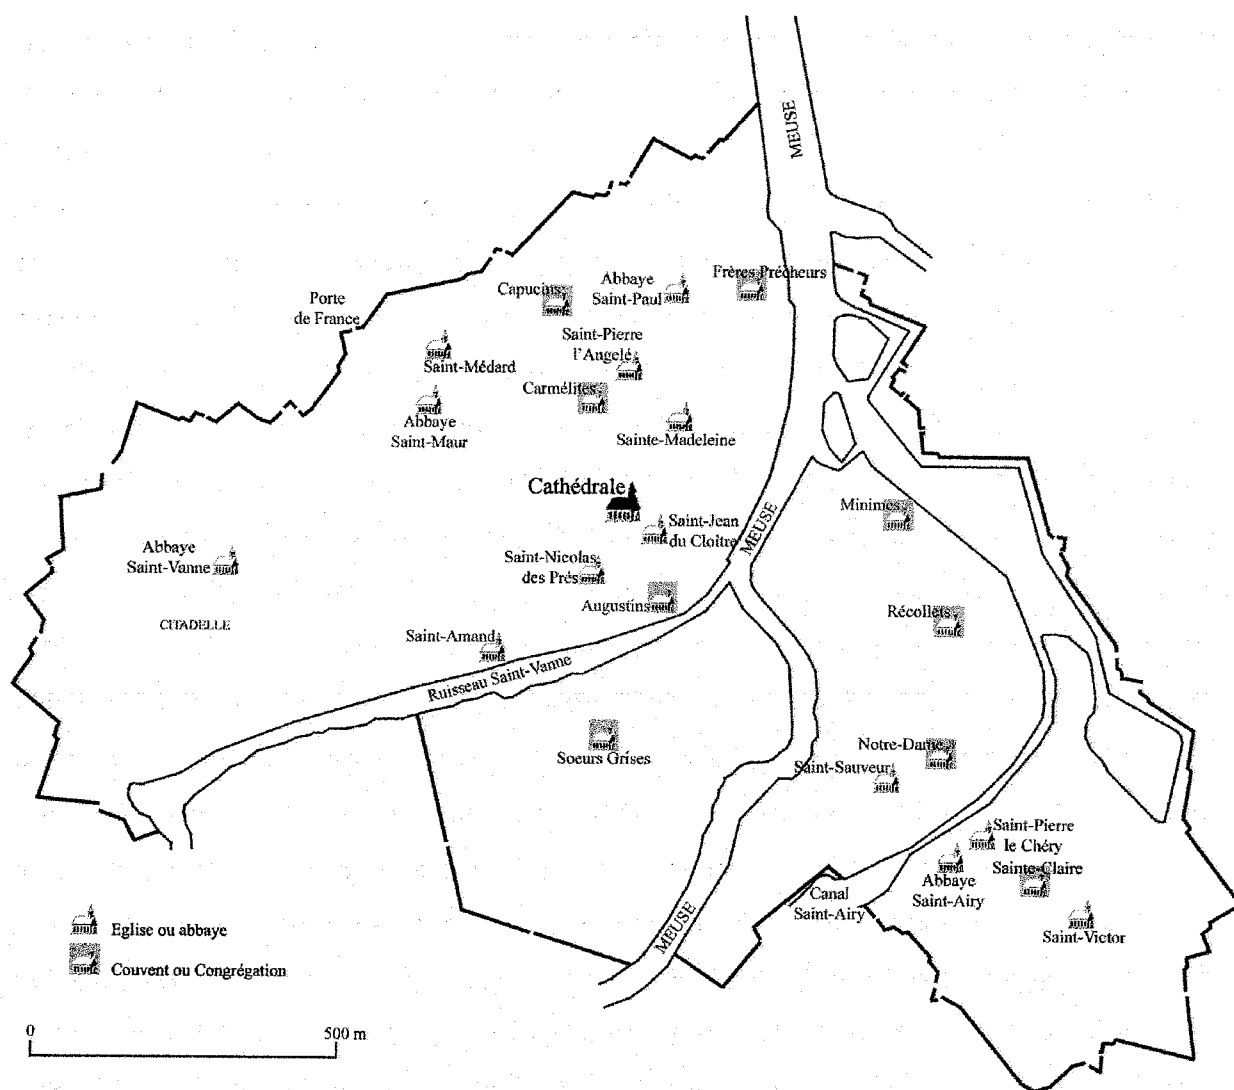 MEUSE
Frères Précheurs
Abbaye
Saint-Paul
Capucins
Porte
de France
Saint-Pierre
l'Angelé
Saint-Médard
Carmélites
Abbaye
Saint-Maur
Sainte-Madeleine
Cathédrale
Minimes
MEUSE
Saint-Jean
du Cloître
Abbaye
Saint-Vanne
Saint-Nicolas
des Prés
Augustins
Récollets
CITADELLE
Saint-Amand
Ruisseau Saint-Vanne
Soeurs Grises
Notre-Dame
Saint-Sauveur
Saint-Pierre
le Chéry
Sainte-Claire
Abbaye
Saint-Airy
Canal
Saint-Airy
MEUSE
Saint-Victor
Eglise ou abbaye
Couvent ou Congrégation
0
500 m